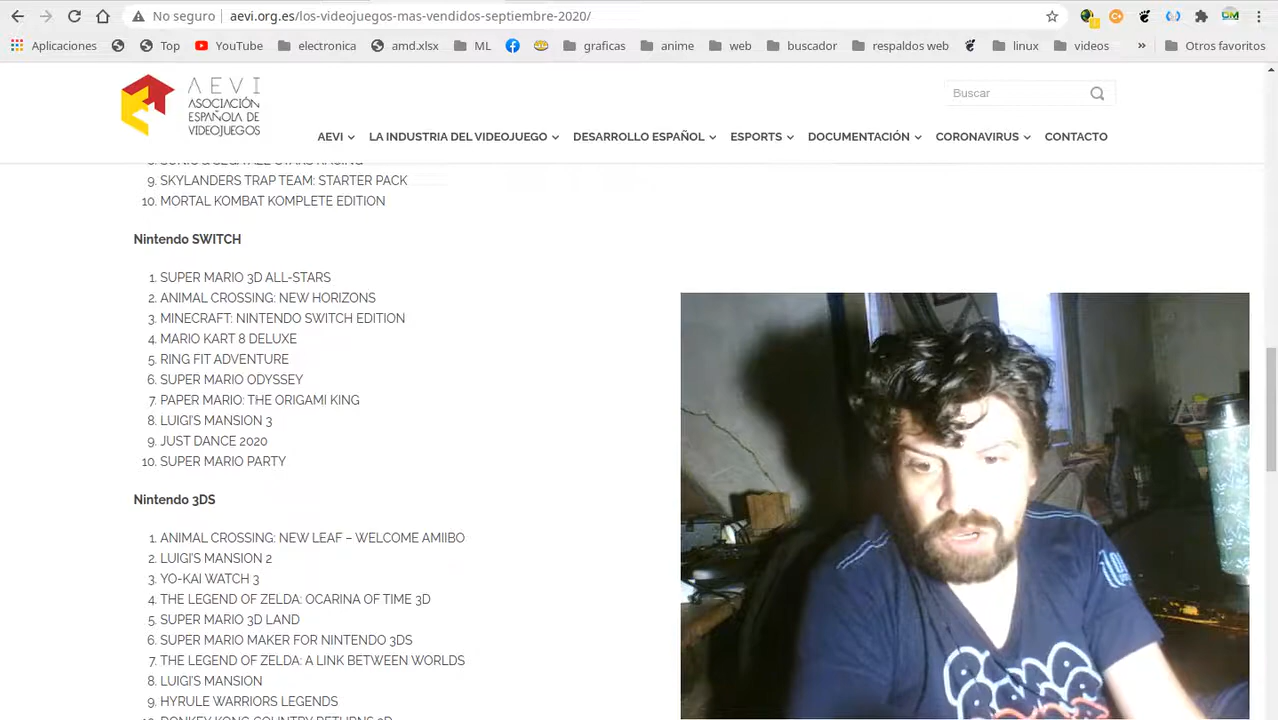 No seguro
aevi.org.es/los-videojuegos-mas-vendidos-septiembre-2020/
Aplicaciones
Top
YouTube
electronica
amd.xlsx
ML
graficas
anime
web
buscador
respaldos web
linux
videos
»
Otros favoritos
AEVI
ASOCIACIÓN
ESPAÑOLA DE
VIDEOJUEGOS
Buscar
AEVI
LA INDUSTRIA DEL VIDEOJUEGO
DESARROLLO ESPAÑOL
ESPORTS
DOCUMENTACIÓN
CORONAVIRUS
CONTACTO
9. SKYLANDERS TRAP TEAM: STARTER PACK
10. MORTAL KOMBAT KOMPLETE EDITION
Nintendo SWITCH
1. SUPER MARIO 3D ALL-STARS
2. ANIMAL CROSSING: NEW HORIZONS
3. MINECRAFT: NINTENDO SWITCH EDITION
4. MARIO KART 8 DELUXE
5. RING FIT ADVENTURE
6. SUPER MARIO ODYSSEY
7. PAPER MARIO: THE ORIGAMI KING
8. LUIGI'S MANSION 3
9. JUST DANCE 2020
10. SUPER MARIO PARTY
Nintendo 3DS
1. ANIMAL CROSSING: NEW LEAF – WELCOME AMIIBO
2. LUIGI'S MANSION 2
3. YO-KAI WATCH 3
4. THE LEGEND OF ZELDA: OCARINA OF TIME 3D
5. SUPER MARIO 3D LAND
6. SUPER MARIO MAKER FOR NINTENDO 3DS
7. THE LEGEND OF ZELDA: A LINK BETWEEN WORLDS
8. LUIGI'S MANSION
9. HYRULE WARRIORS LEGENDS